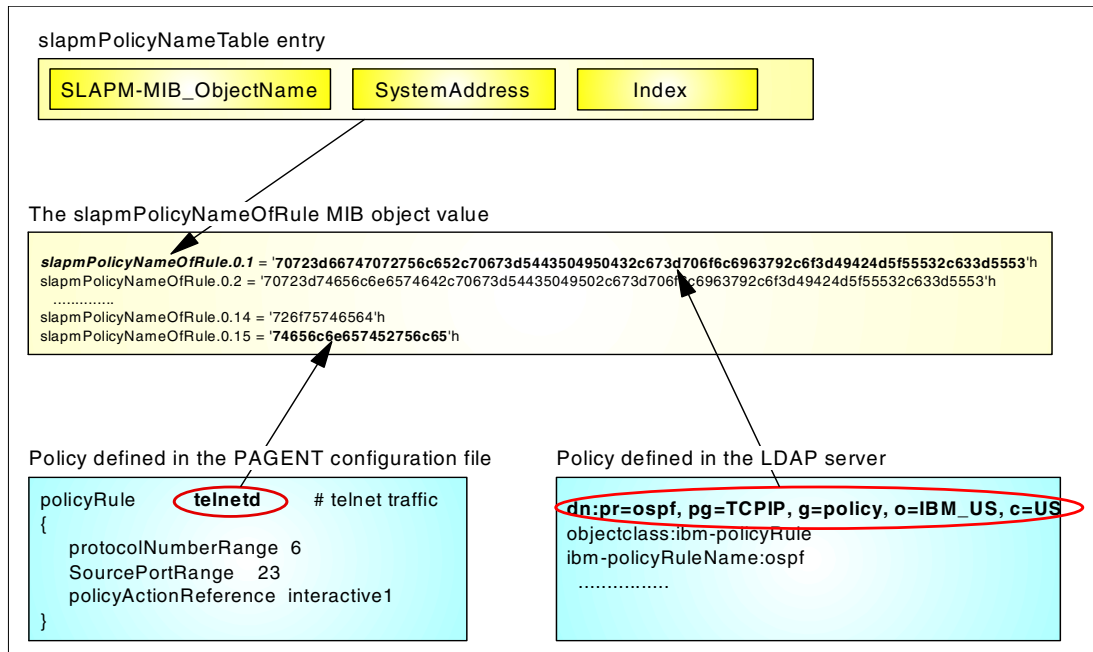 slapmPolicyNameTable entry
SLAPM-MIB_ObjectName
SystemAddress
Index
The slapmPolicyNameOfRule MIB object value
slapmPolicyNameOfRule.0.1 = '70723d66747072756c652c70673d5443504950432c673d706f6c6963792c6f3d49424d5f55532c633d5553'h
slapmPolicyNameOfRule.0.2 = '70723d74656c6e6574642c70673d54435049502c673d706f6c6963792c6f3d49424d5f55532c633d5553'h
..............
slapmPolicyNameOfRule.0.14 = '726f75746564'h
slapmPolicyNameOfRule.0.15 = '74656c6e657452756c65'h
Policy defined in the PAGENT configuration file
policyRule telnetd # telnet traffic
{
protocolNumberRange 6
SourcePortRange 23
policyActionReference interactive1
}
Policy defined in the LDAP server
dn:pr=ospf, pg=TCPIP, g=policy, o=IBM_US, c=US
objectclass:ibm-policyRule
ibm-policyRuleName:ospf
................